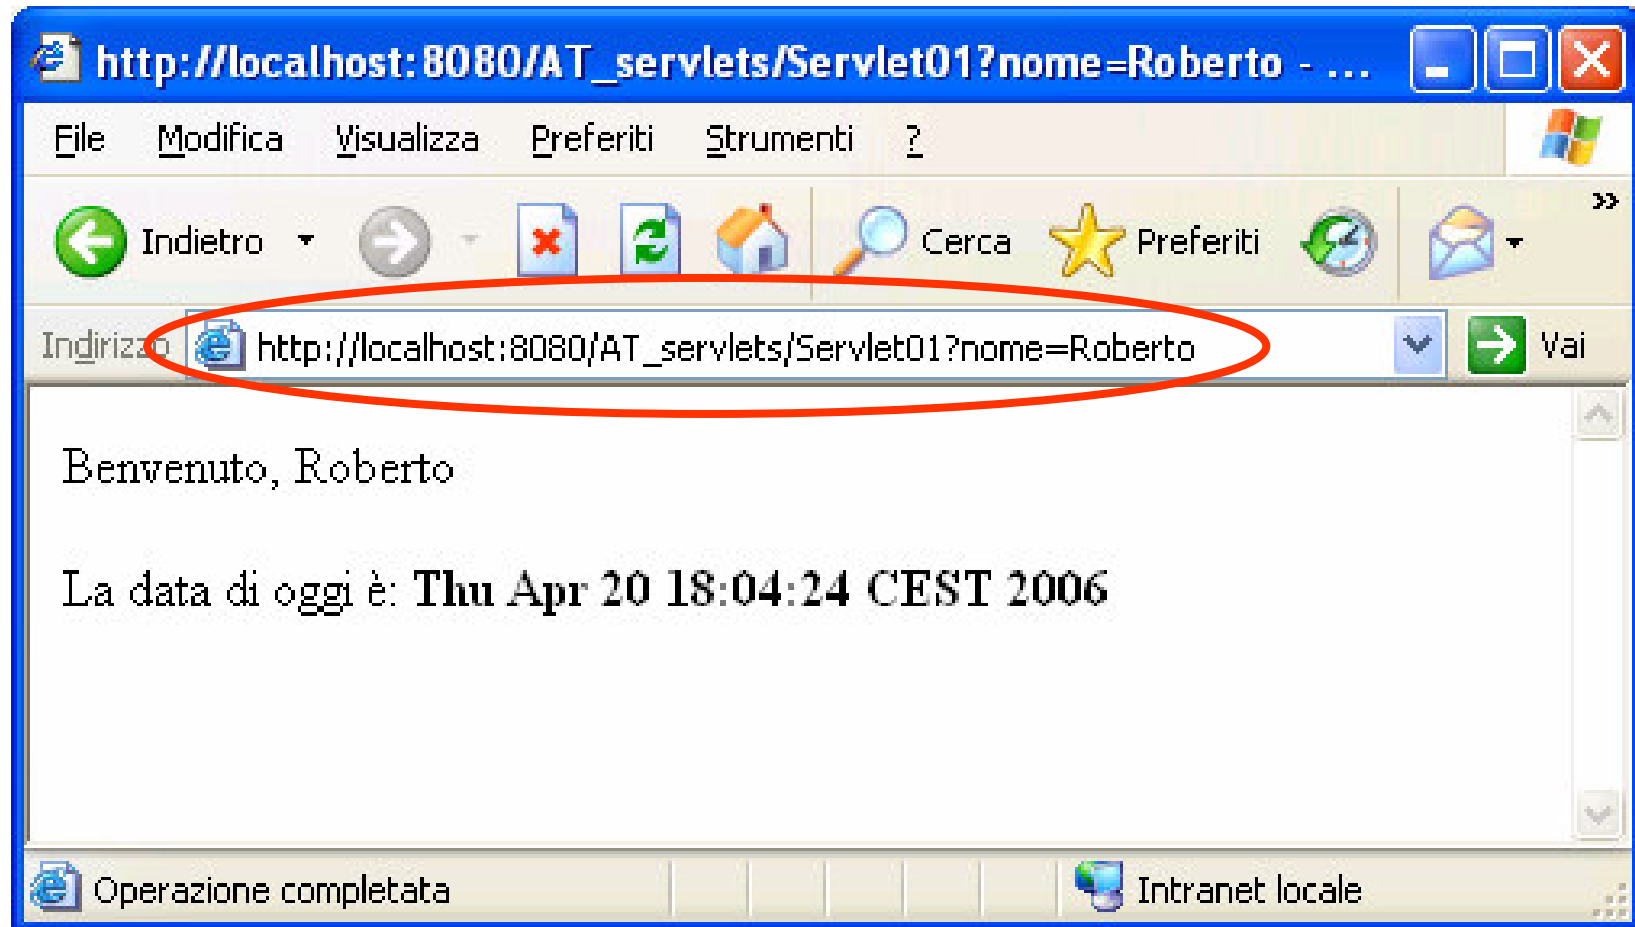 http://localhost:8080/AT_servlets/Servlet01?nome=Roberto - ...
File Modifica Visualizza Preferiti Strumenti ?
Indietro Cerca Preferiti »
Indirizzo http://localhost:8080/AT_servlets/Servlet01?nome=Roberto Vai
Benvenuto, Roberto
La data di oggi è: Thu Apr 20 18:04:24 CEST 2006
Operazione completata Intranet locale